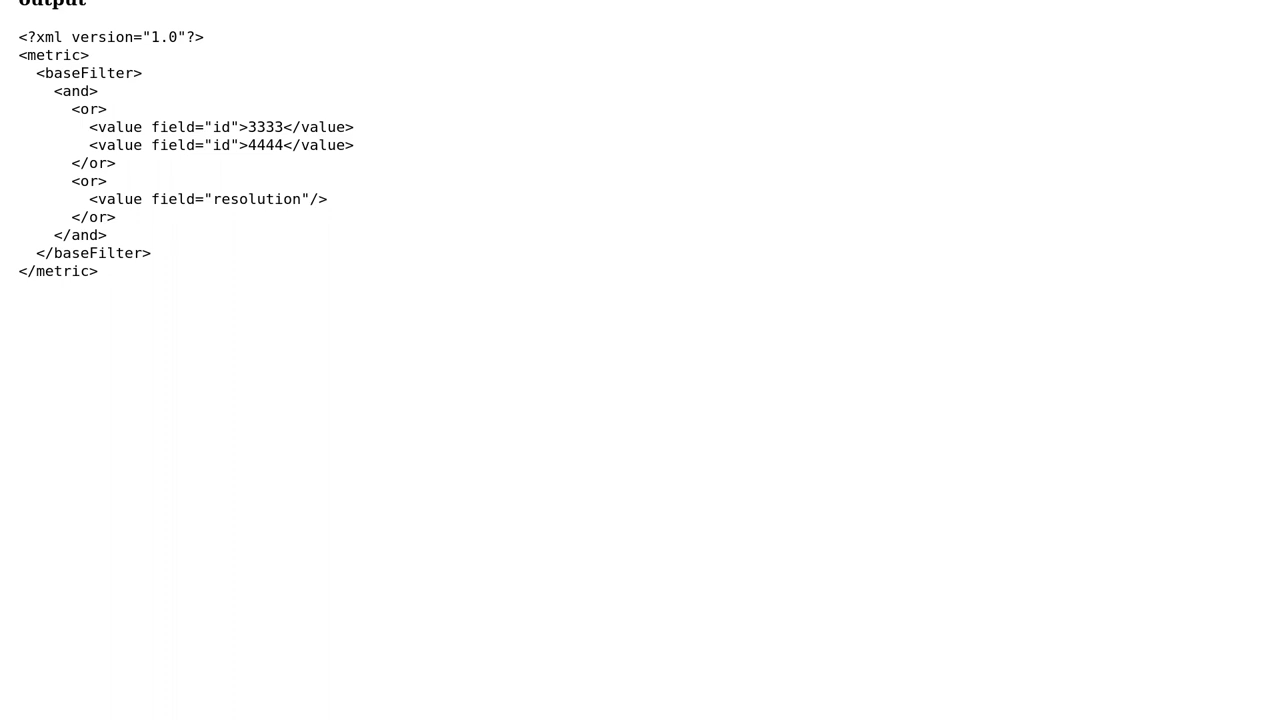 output
<?xml version="1.0"?>
<metric>
  <baseFilter>
    <and>
      <or>
        <value field="id">3333</value>
        <value field="id">4444</value>
      </or>
      <or>
        <value field="resolution"/>
      </or>
    </and>
  </baseFilter>
</metric>